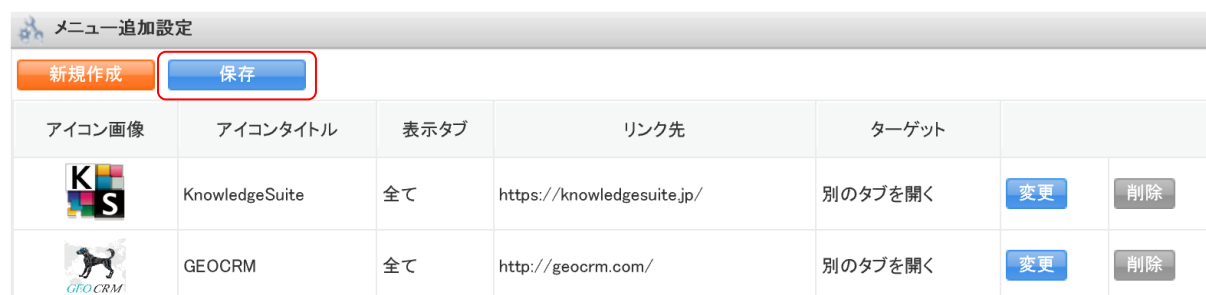 メニュー追加設定
新規作成 保存
アイコン画像 アイコンタイトル 表示タブ リンク先 ターゲット
KS KnowledgeSuite 全て https://knowledgesuite.jp/ 別のタブを開く 変更 削除
GEOCRM 全て http://geocrm.com/ 別のタブを開く 変更 削除
GEO CRM